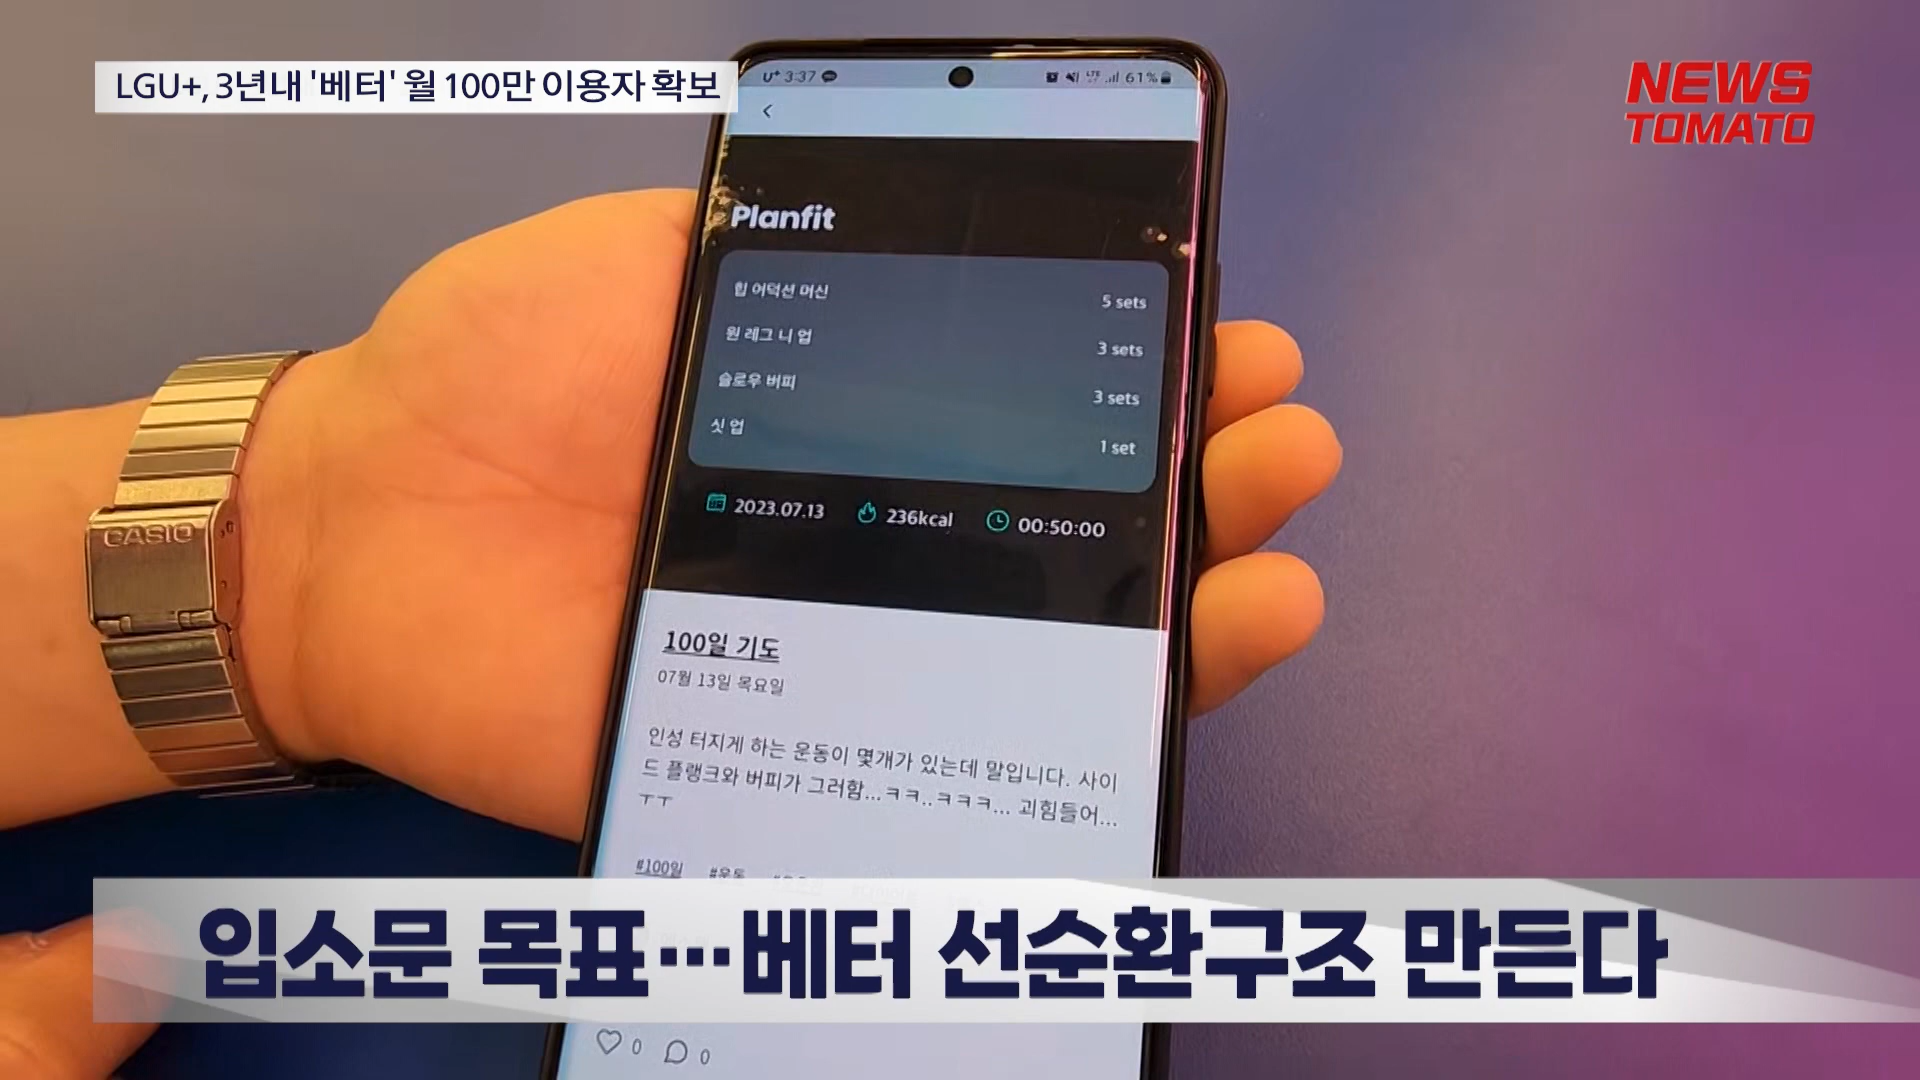 LGU+, 3년내 '베터' 월 100만 이용자 확보
NEWS
TOMATO
U+ 3:37
LTE 61%
Planfit
힙 어덕션 머신 5 sets
원 레그 니 업 3 sets
슬로우 버피 3 sets
싯 업 1 set
2023.07.13 236kcal 00:50:00
CASIO
100일 기도
07월 13일 목요일
인성 터지게 하는 운동이 몇개가 있는데 말입니다. 사이
드 플랭크와 버피가 그러함...ㅋㅋ..ㅋㅋㅋ... 괴힘들어...
ㅜㅜ
#100일 #운동
입소문 목표…베터 선순환구조 만든다
0 0